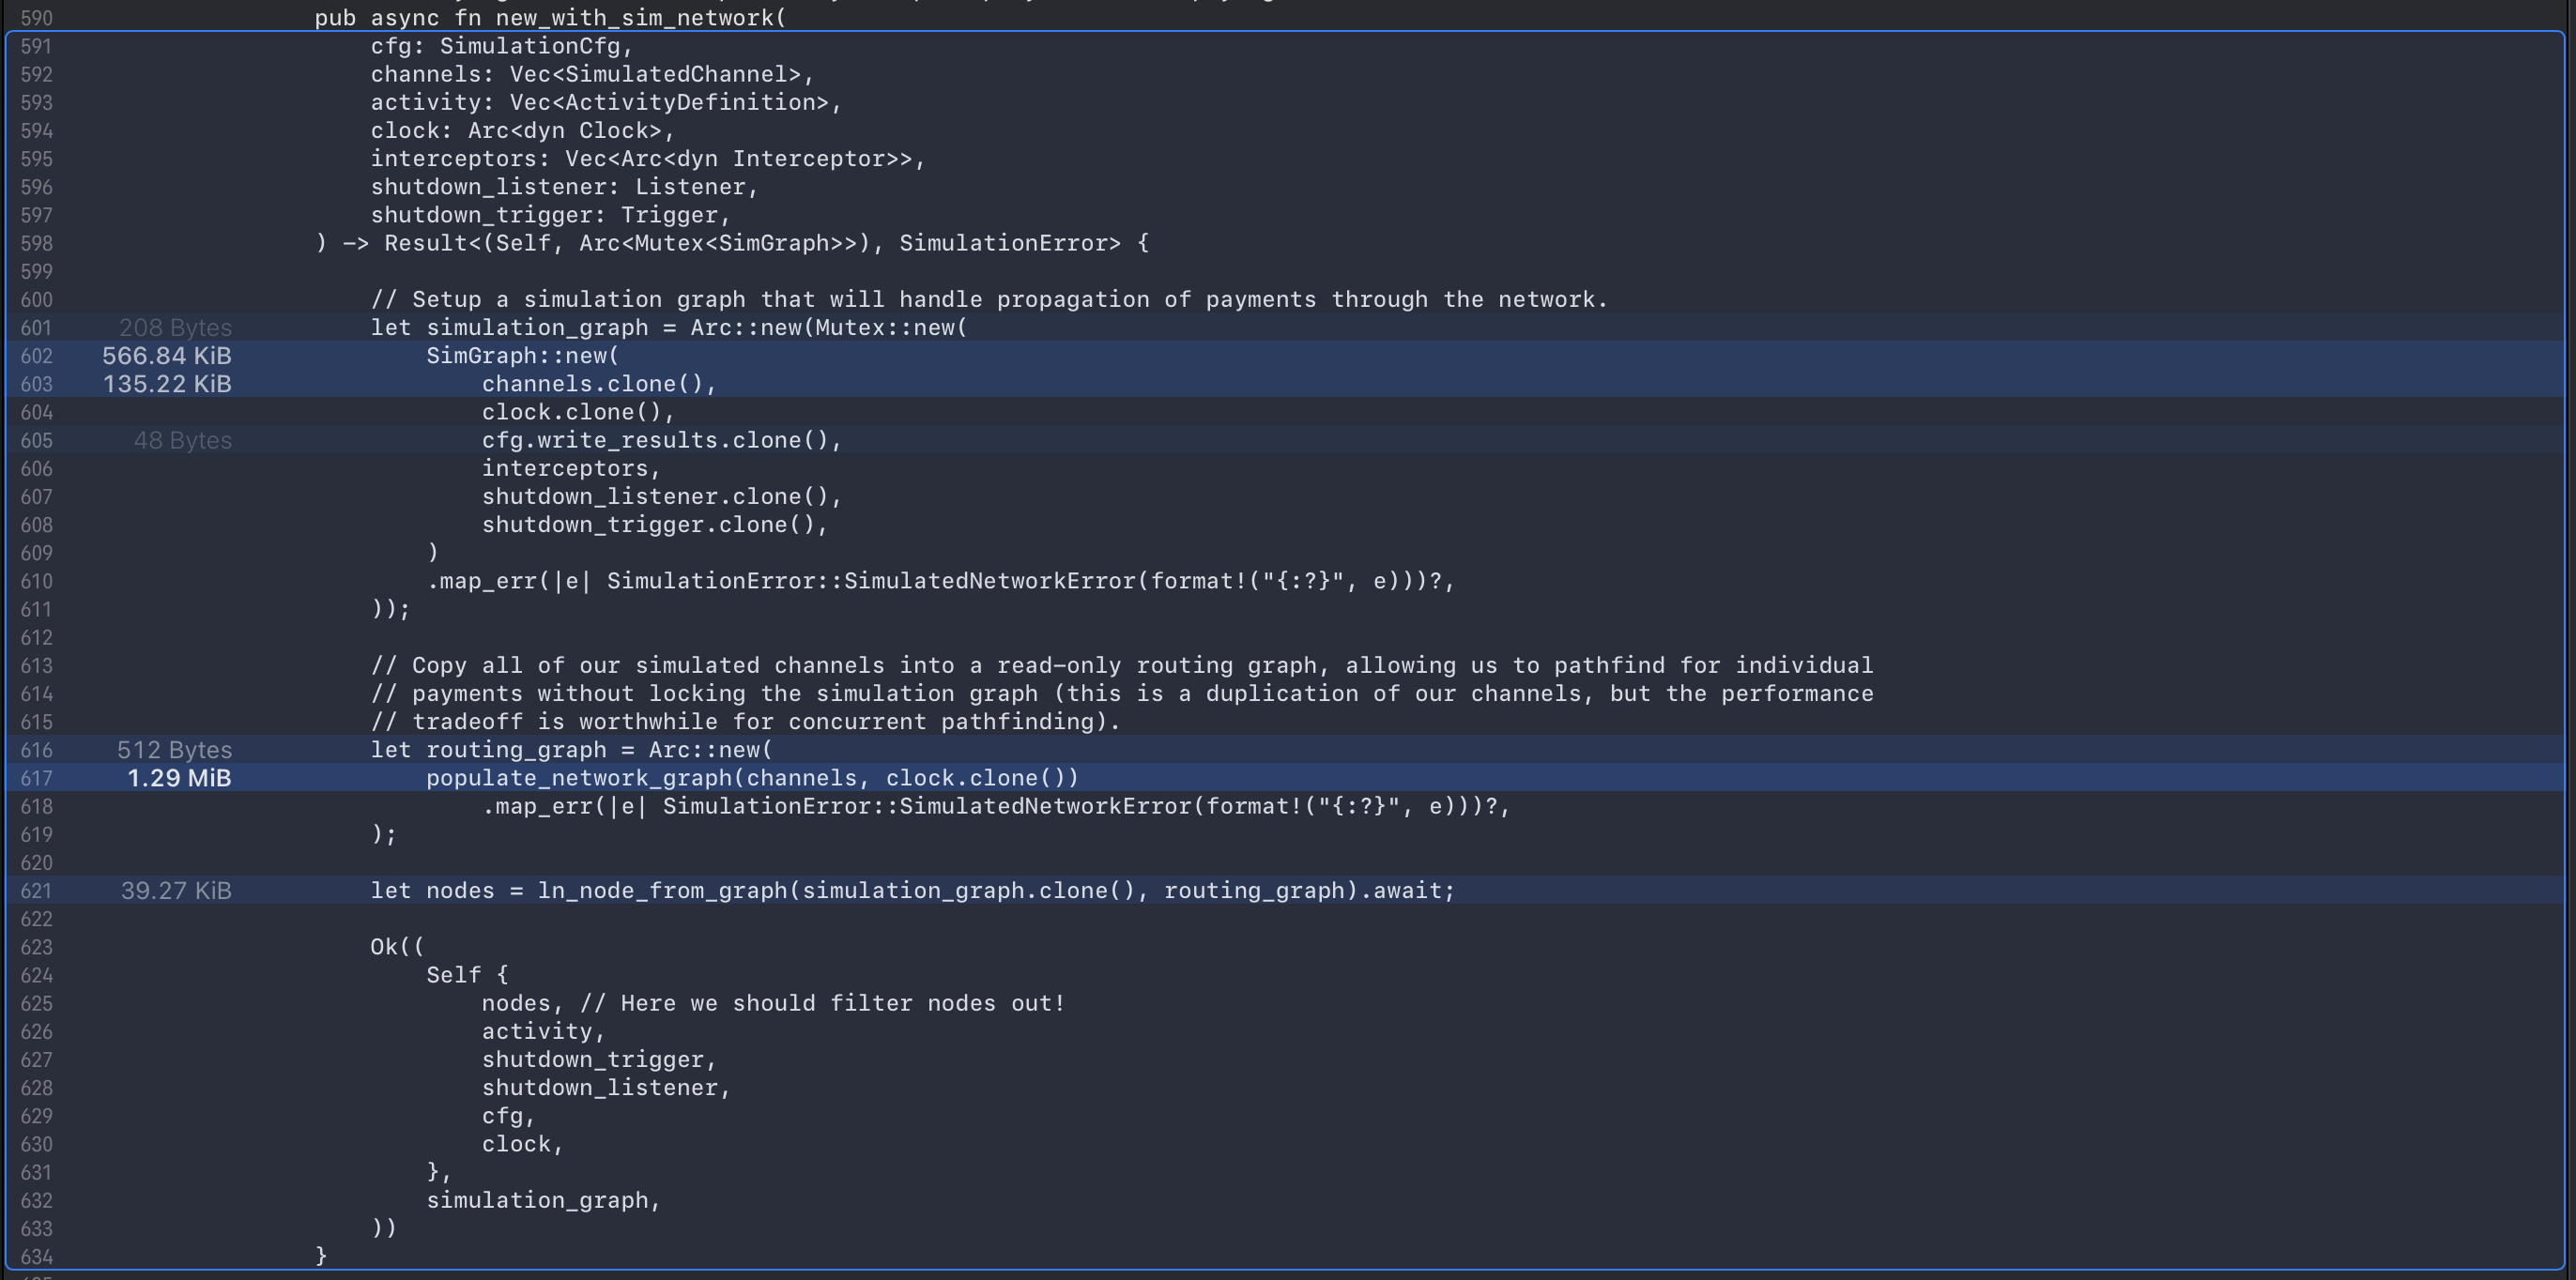 590 pub async fn new_with_sim_network(
591 cfg: SimulationCfg,
592 channels: Vec<SimulatedChannel>,
593 activity: Vec<ActivityDefinition>,
594 clock: Arc<dyn Clock>,
595 interceptors: Vec<Arc<dyn Interceptor>>,
596 shutdown_listener: Listener,
597 shutdown_trigger: Trigger,
598 ) -> Result<(Self, Arc<Mutex<SimGraph>>), SimulationError> {
599
600 // Setup a simulation graph that will handle propagation of payments through the network.
601 208 Bytes let simulation_graph = Arc::new(Mutex::new(
602 566.84 KiB SimGraph::new(
603 135.22 KiB channels.clone(),
604 clock.clone(),
605 48 Bytes cfg.write_results.clone(),
606 interceptors,
607 shutdown_listener.clone(),
608 shutdown_trigger.clone(),
609 )
610 .map_err(|e| SimulationError::SimulatedNetworkError(format!("{:?}", e)))?,
611 ));
612
613 // Copy all of our simulated channels into a read-only routing graph, allowing us to pathfind for individual
614 // payments without locking the simulation graph (this is a duplication of our channels, but the performance
615 // tradeoff is worthwhile for concurrent pathfinding).
616 512 Bytes let routing_graph = Arc::new(
617 1.29 MiB populate_network_graph(channels, clock.clone())
618 .map_err(|e| SimulationError::SimulatedNetworkError(format!("{:?}", e)))?,
619 );
620
621 39.27 KiB let nodes = ln_node_from_graph(simulation_graph.clone(), routing_graph).await;
622
623 Ok((
624 Self {
625 nodes, // Here we should filter nodes out!
626 activity,
627 shutdown_trigger,
628 shutdown_listener,
629 cfg,
630 clock,
631 },
632 simulation_graph,
633 ))
634 }